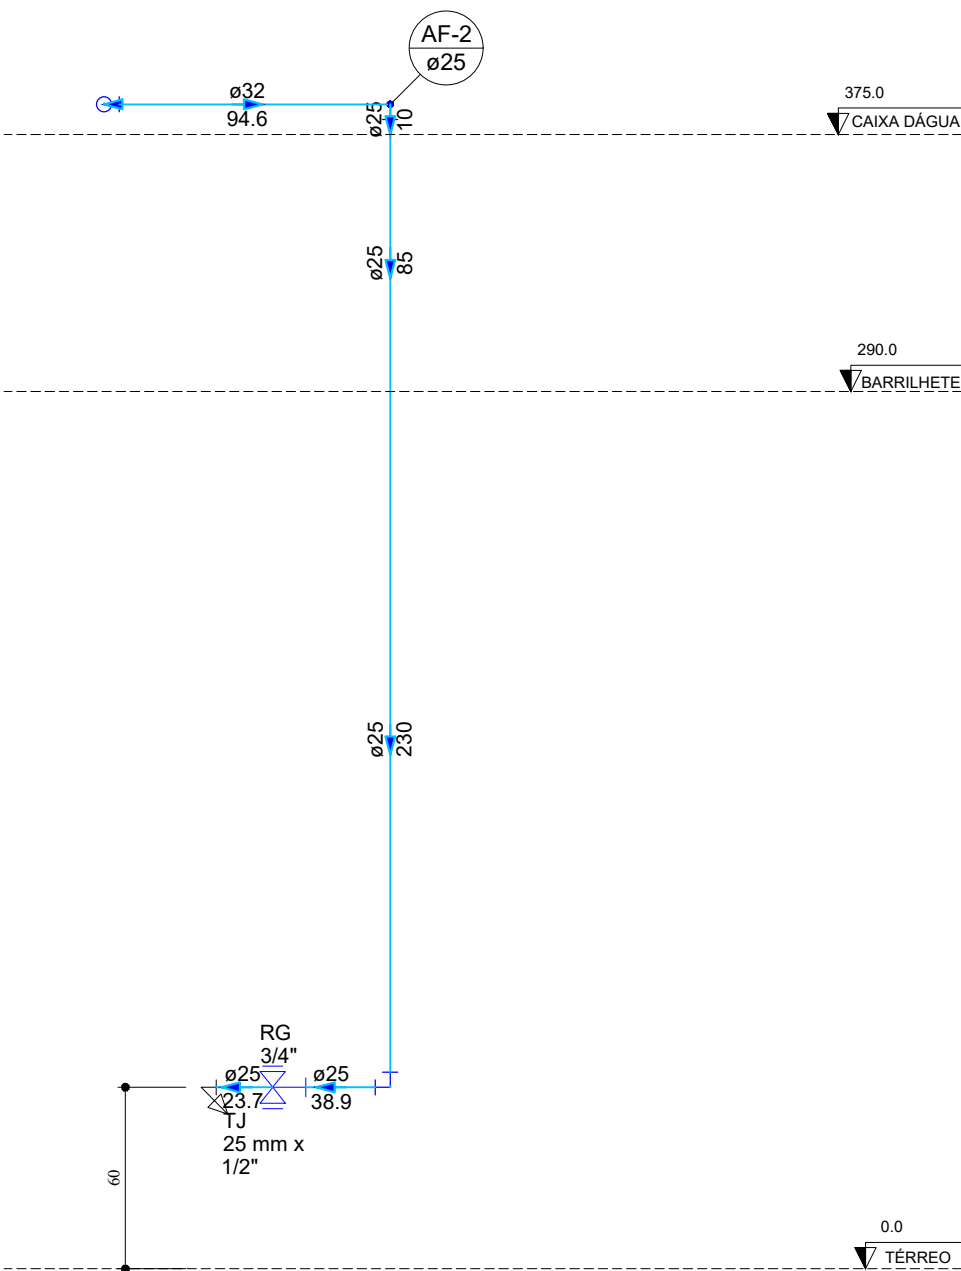 AF-2
ø25
ø32
94.6
ø25
10
375.0
CAIXA DÁGUA
ø25
85
290.0
BARRILHETE
ø25
230
RG
3/4"
ø25
23.7
ø25
38.9
TJ
25 mm x
1/2"
60
0.0
TÉRREO